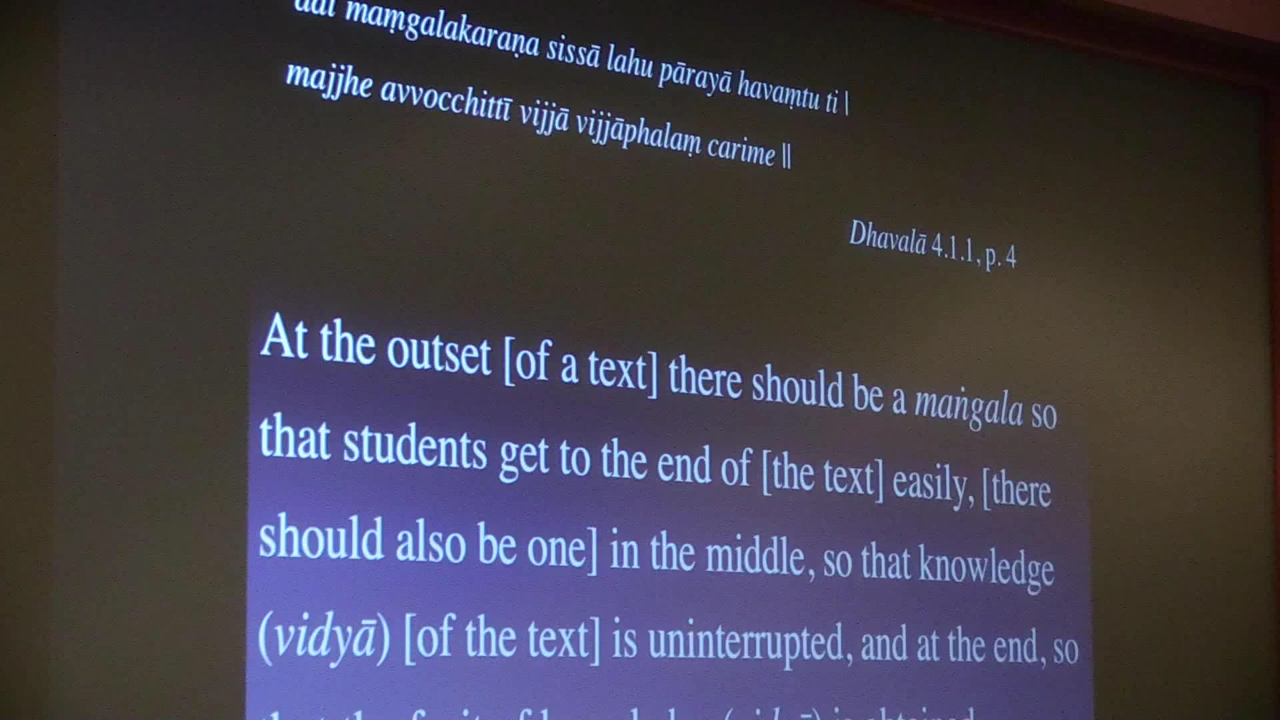 maṃgalakaraṇa sissā lahu pārayā havaṃtu ti |
majjhe avvocchittī vijjā vijjāphalaṃ carime ||
Dhavalā 4.1.1, p. 4
At the outset [of a text] there should be a maṅgala so
that students get to the end of [the text] easily, [there
should also be one] in the middle, so that knowledge
(vidyā) [of the text] is uninterrupted, and at the end, so